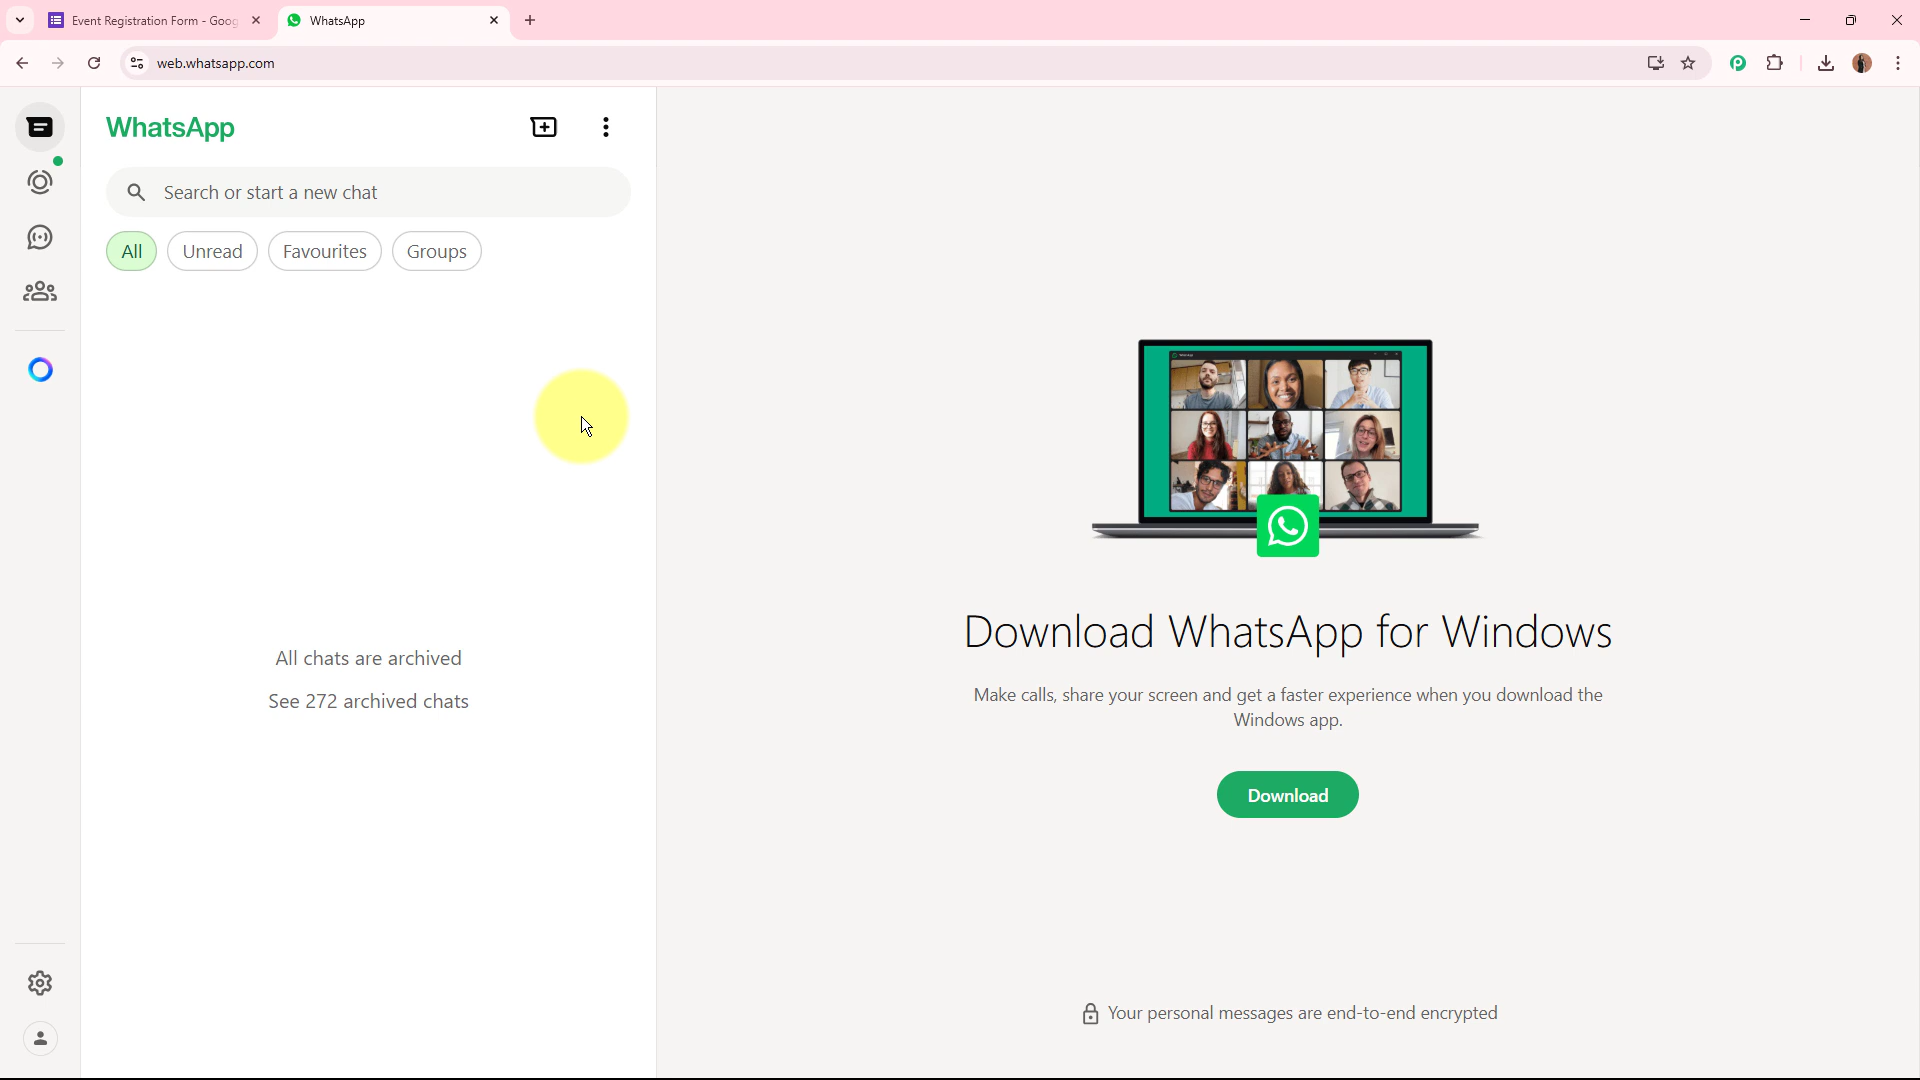 Event Registration Form - Goog
WhatsApp
web.whatsapp.com
WhatsApp
Search or start a new chat
All
Unread
Favourites
Groups
All chats are archived
See 272 archived chats
Download WhatsApp for Windows
Make calls, share your screen and get a faster experience when you download the
Windows app.
Download
Your personal messages are end-to-end encrypted